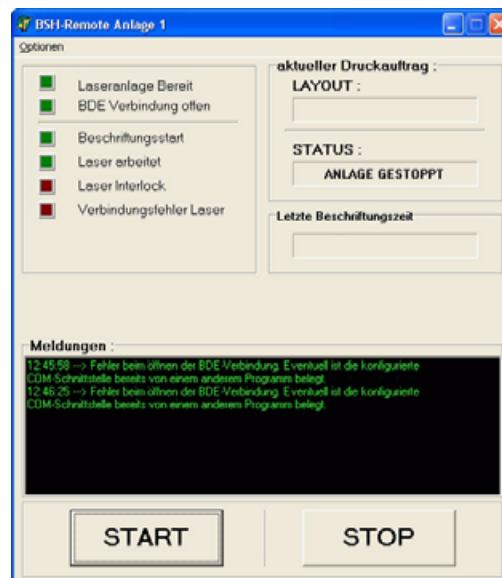 BSH-Remote Anlage 1
Optionen
Laseranlage Bereit
BDE Verbindung offen
Beschriftungsstart
Laser arbeitet
Laser Interlock
Verbindungsfehler Laser
aktueller Druckauftrag :
LAYOUT :
STATUS :
ANLAGE GESTOPPT
Letzte Beschriftungszeit
Meldungen :
12:45:58 --> Fehler beim öffnen der BDE-Verbindung. Eventuell ist die konfigurierte
COM-Schnittstelle bereits von einem anderem Programm belegt.
12:46:25 --> Fehler beim öffnen der BDE-Verbindung. Eventuell ist die konfigurierte
COM-Schnittstelle bereits von einem anderem Programm belegt.
START
STOP